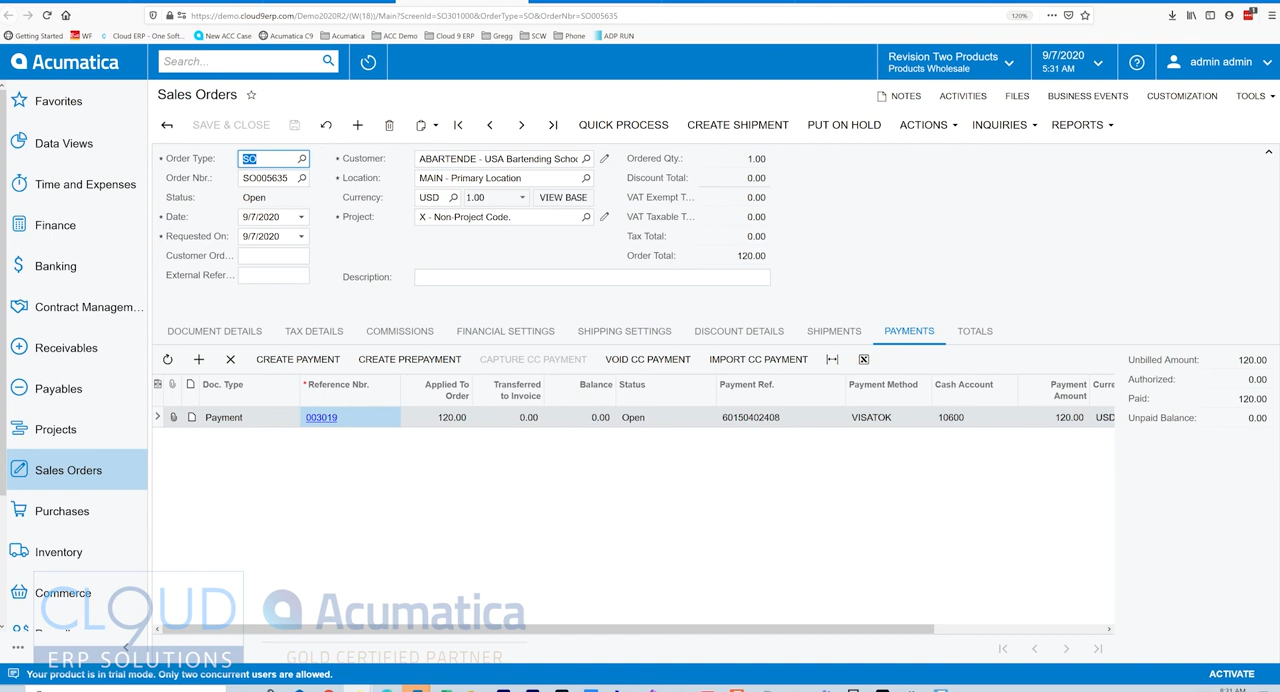 https://demo.cloud9erp.com/Demo2020R2/(W(18))/Main?ScreenId=SO301000&OrderType=SO&OrderNbr=SO005635
120%
Getting Started WF Cloud ERP - One Soft... New ACC Case Acumatica C9 Acumatica ACC Demo Cloud 9 ERP Gregg SCW Phone ADP RUN
Acumatica
Search...
Revision Two Products
Products Wholesale
9/7/2020
5:31 AM
admin admin
Favorites
Data Views
Time and Expenses
Finance
Banking
Contract Managem...
Receivables
Payables
Projects
Sales Orders
Purchases
Inventory
Commerce
Sales Orders
NOTES ACTIVITIES FILES BUSINESS EVENTS CUSTOMIZATION TOOLS
SAVE & CLOSE QUICK PROCESS CREATE SHIPMENT PUT ON HOLD ACTIONS INQUIRIES REPORTS
* Order Type: SO * Customer: ABARTENDE - USA Bartending Schoo Ordered Qty.: 1.00
Order Nbr.: SO005635 * Location: MAIN - Primary Location Discount Total: 0.00
Status: Open Currency: USD 1.00 VIEW BASE VAT Exempt T... 0.00
* Date: 9/7/2020 * Project: X - Non-Project Code. VAT Taxable T... 0.00
* Requested On: 9/7/2020 Tax Total: 0.00
Customer Ord... Order Total: 120.00
External Refer... Description:
DOCUMENT DETAILS TAX DETAILS COMMISSIONS FINANCIAL SETTINGS SHIPPING SETTINGS DISCOUNT DETAILS SHIPMENTS PAYMENTS TOTALS
CREATE PAYMENT CREATE PREPAYMENT CAPTURE CC PAYMENT VOID CC PAYMENT IMPORT CC PAYMENT
Doc. Type * Reference Nbr. Applied To Order Transferred to Invoice Balance Status Payment Ref. Payment Method Cash Account Payment Amount Curre
Payment 003019 120.00 0.00 0.00 Open 60150402408 VISATOK 10600 120.00 USD
Unbilled Amount: 120.00
Authorized: 0.00
Paid: 120.00
Unpaid Balance: 0.00
CLOUD 9
ERP SOLUTIONS
Acumatica
GOLD CERTIFIED PARTNER
Your product is in trial mode. Only two concurrent users are allowed. ACTIVATE